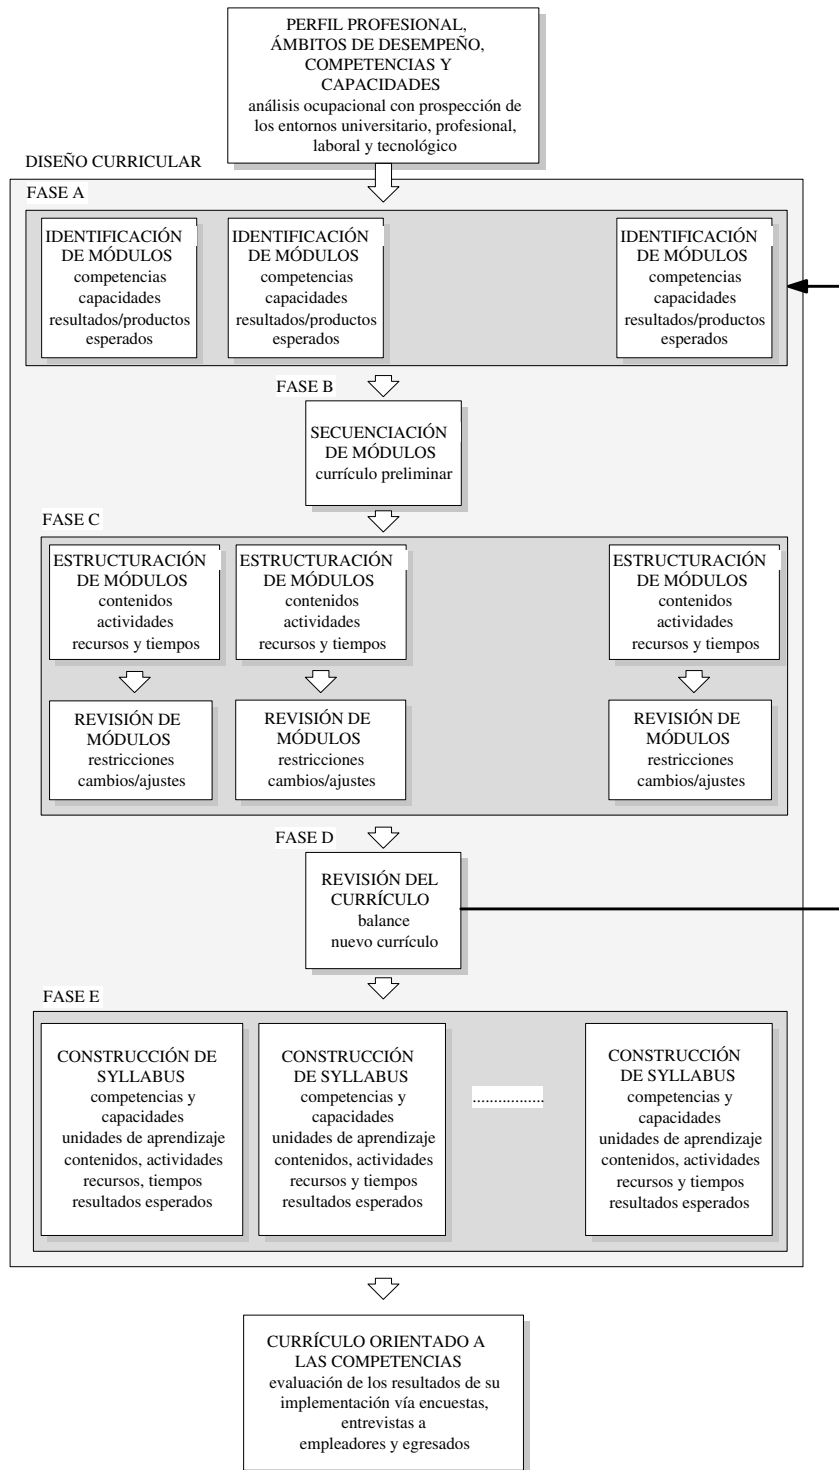 PERFIL PROFESIONAL,
ÁMBITOS DE DESEMPEÑO,
COMPETENCIAS Y
CAPACIDADES
análisis ocupacional con prospección de
los entornos universitario, profesional,
laboral y tecnológico
DISEÑO CURRICULAR
FASE A
IDENTIFICACIÓN
DE MÓDULOS
competencias
capacidades
resultados/productos
esperados
IDENTIFICACIÓN
DE MÓDULOS
competencias
capacidades
resultados/productos
esperados
IDENTIFICACIÓN
DE MÓDULOS
competencias
capacidades
resultados/productos
esperados
FASE B
SECUENCIACIÓN
DE MÓDULOS
currículo preliminar
FASE C
ESTRUCTURACIÓN
DE MÓDULOS
contenidos
actividades
recursos y tiempos
ESTRUCTURACIÓN
DE MÓDULOS
contenidos
actividades
recursos y tiempos
ESTRUCTURACIÓN
DE MÓDULOS
contenidos
actividades
recursos y tiempos
REVISIÓN DE
MÓDULOS
restricciones
cambios/ajustes
REVISIÓN DE
MÓDULOS
restricciones
cambios/ajustes
REVISIÓN DE
MÓDULOS
restricciones
cambios/ajustes
FASE D
REVISIÓN DEL
CURRÍCULO
balance
nuevo currículo
FASE E
CONSTRUCCIÓN DE
SYLLABUS
competencias y
capacidades
unidades de aprendizaje
contenidos, actividades
recursos, tiempos
resultados esperados
CONSTRUCCIÓN
DE SYLLABUS
competencias y
capacidades
unidades de aprendizaje
contenidos, actividades
recursos y tiempos
resultados esperados
.................
CONSTRUCCIÓN
DE SYLLABUS
competencias y
capacidades
unidades de aprendizaje
contenidos, actividades
recursos y tiempos
resultados esperados
CURRÍCULO ORIENTADO A
LAS COMPETENCIAS
evaluación de los resultados de su
implementación vía encuestas,
entrevistas a
empleadores y egresados